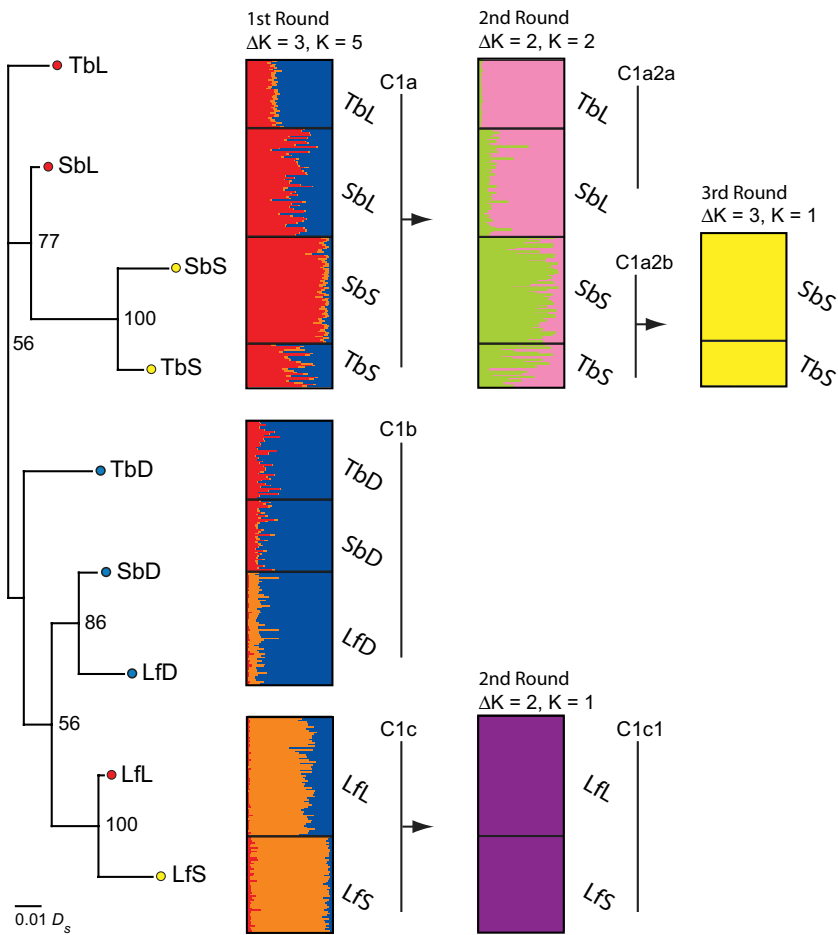 TbL
SbL
77
SbS
100
56
TbS
TbD
SbD
86
LfD
56
LfL
100
LfS
0.01 Ds
1st Round
ΔK = 3, K = 5
C1a
TbL
SbL
SbS
TbS
C1b
TbD
SbD
LfD
C1c
LfL
LfS
2nd Round
ΔK = 2, K = 2
C1a2a
TbL
SbL
C1a2b
SbS
TbS
3rd Round
ΔK = 3, K = 1
SbS
TbS
2nd Round
ΔK = 2, K = 1
C1c1
LfL
LfS